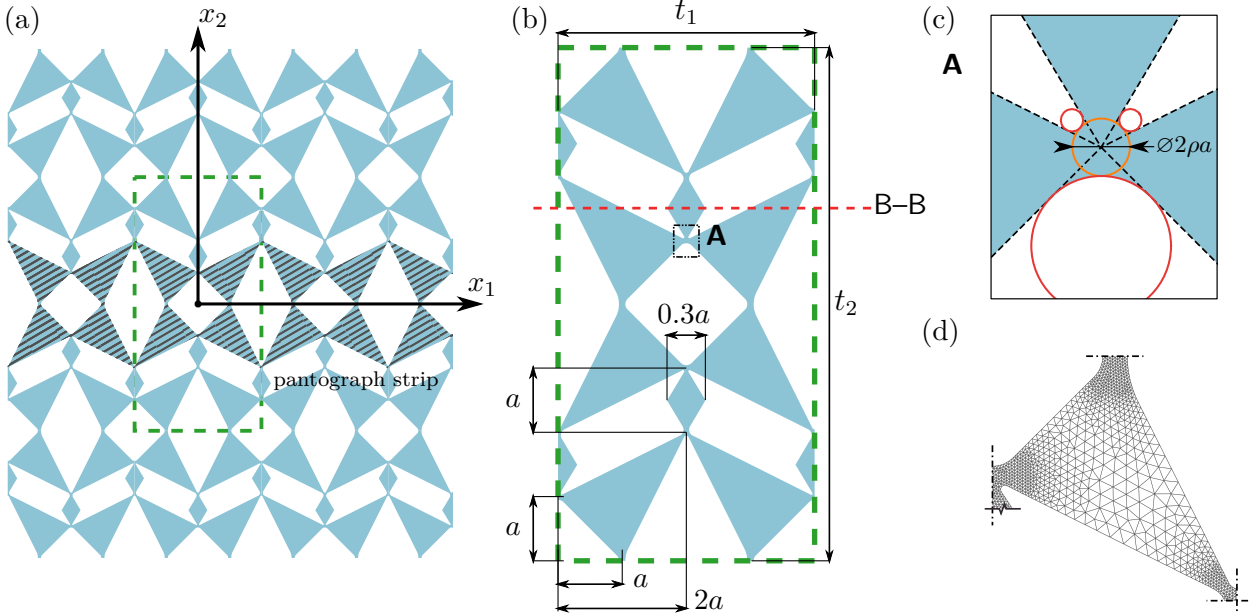 (a)
x₂
x₁
pantograph strip
(b)
t₁
B–B
A
t₂
0.3a
a
a
a
2a
(c)
A
⌀2ρa
(d)